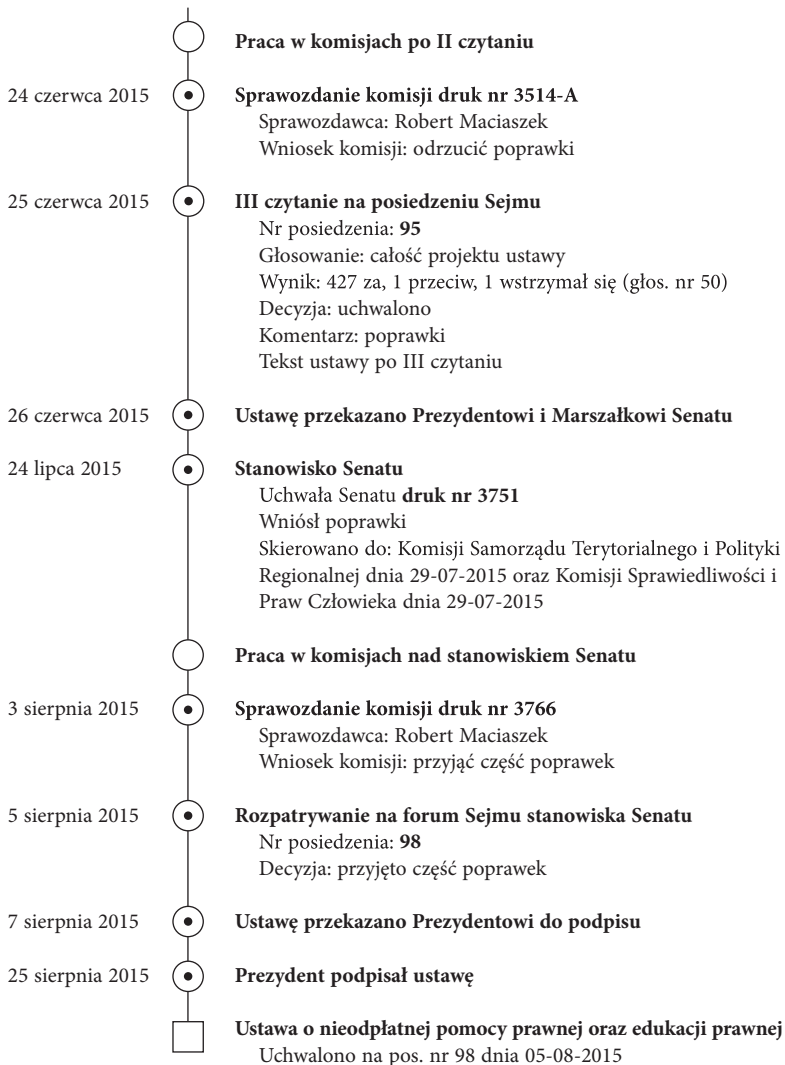 Praca w komisjach po II czytaniu
24 czerwca 2015 Sprawozdanie komisji druk nr 3514-A
Sprawozdawca: Robert Maciaszek
Wniosek komisji: odrzucić poprawki
25 czerwca 2015 III czytanie na posiedzeniu Sejmu
Nr posiedzenia: 95
Głosowanie: całość projektu ustawy
Wynik: 427 za, 1 przeciw, 1 wstrzymał się (głos. nr 50)
Decyzja: uchwalono
Komentarz: poprawki
Tekst ustawy po III czytaniu
26 czerwca 2015 Ustawę przekazano Prezydentowi i Marszałkowi Senatu
24 lipca 2015 Stanowisko Senatu
Uchwała Senatu druk nr 3751
Wniósł poprawki
Skierowano do: Komisji Samorządu Terytorialnego i Polityki
Regionalnej dnia 29-07-2015 oraz Komisji Sprawiedliwości i
Praw Człowieka dnia 29-07-2015
Praca w komisjach nad stanowiskiem Senatu
3 sierpnia 2015 Sprawozdanie komisji druk nr 3766
Sprawozdawca: Robert Maciaszek
Wniosek komisji: przyjąć część poprawek
5 sierpnia 2015 Rozpatrywanie na forum Sejmu stanowiska Senatu
Nr posiedzenia: 98
Decyzja: przyjęto część poprawek
7 sierpnia 2015 Ustawę przekazano Prezydentowi do podpisu
25 sierpnia 2015 Prezydent podpisał ustawę
Ustawa o nieodpłatnej pomocy prawnej oraz edukacji prawnej
Uchwalono na pos. nr 98 dnia 05-08-2015